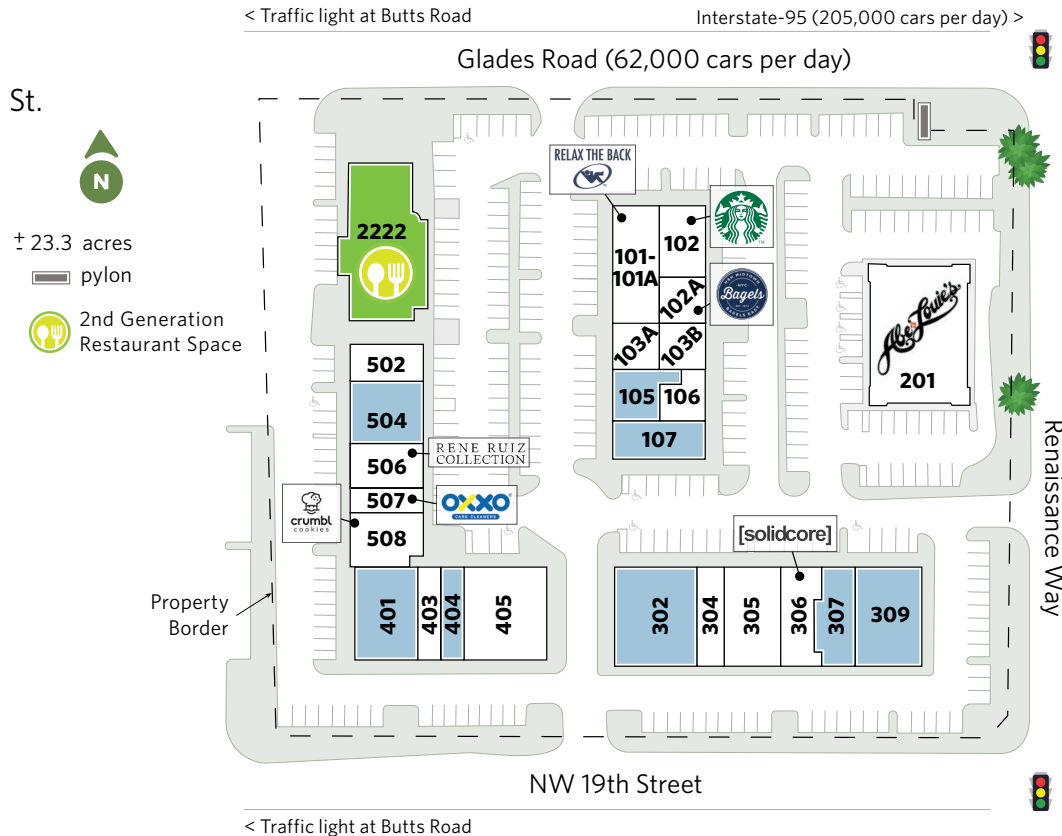 < Traffic light at Butts Road
Interstate-95 (205,000 cars per day) >
Glades Road (62,000 cars per day)
St.
N
± 23.3 acres
pylon
2nd Generation
Restaurant Space
RELAX THE BACK
2222
101-
101A
102
102A
Bagels
103A
103B
105
106
107
Abe & Louie's
201
502
504
506
RENE RUIZ
COLLECTION
507
OXXO
CARE CLEANERS
crumbl
cookies
508
[solidcore]
401
403
404
405
302
304
305
306
307
309
Property
Border
Renaissance Way
NW 19th Street
< Traffic light at Butts Road